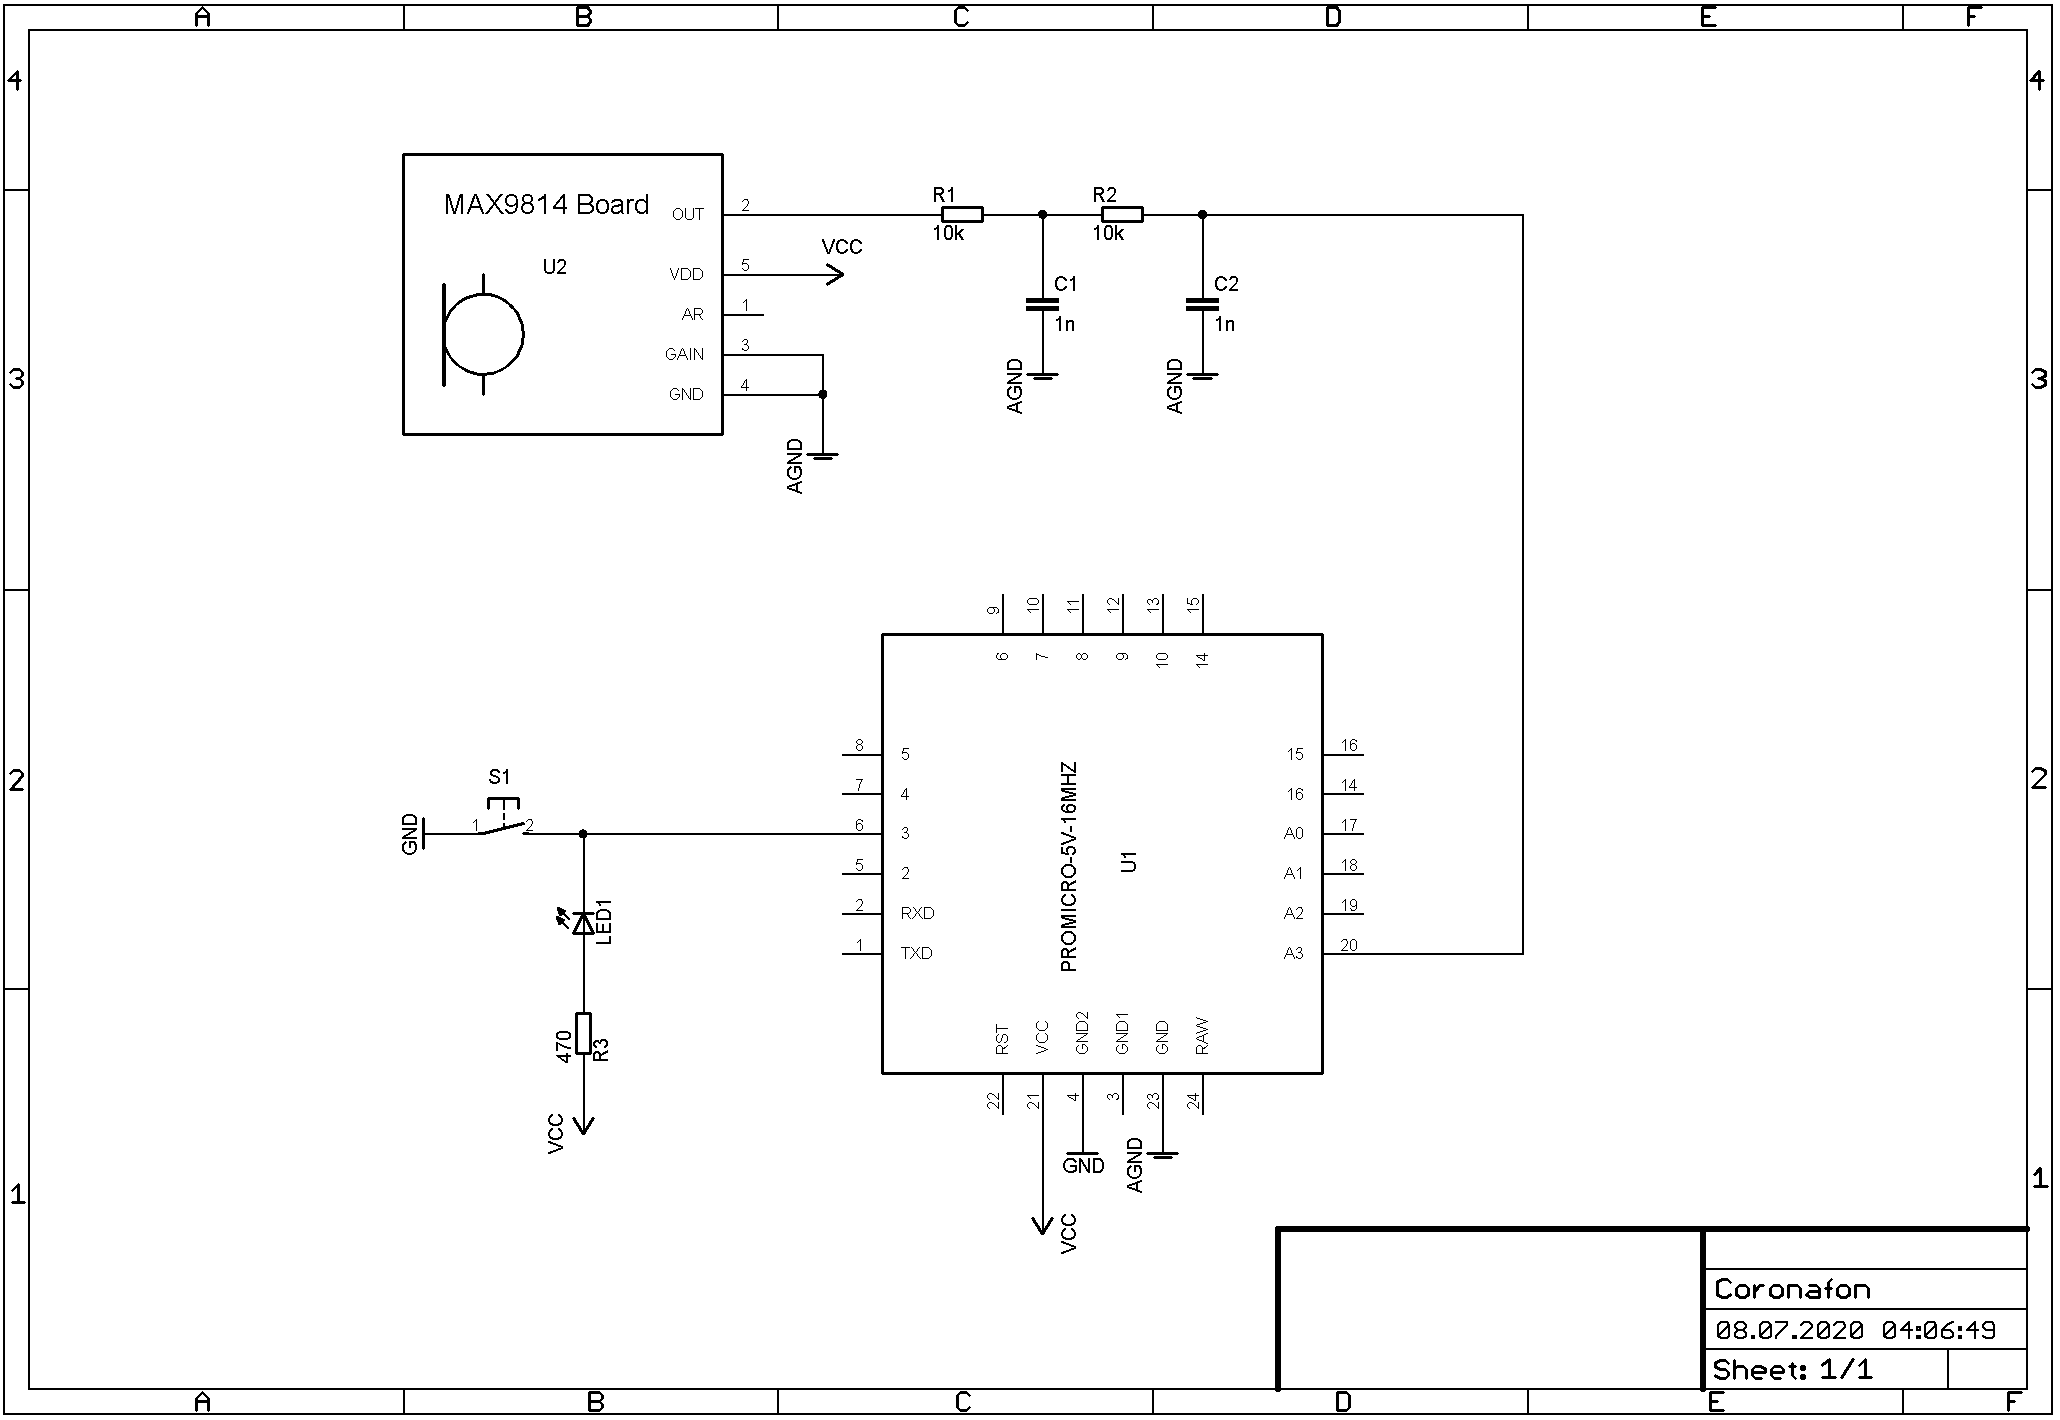 A B C D E F
4 4
MAX9814 Board
U2
OUT 2
VDD 5
VCC
AR 1
GAIN 3
GND 4
AGND
R1
10k
R2
10k
C1
1n
AGND
C2
1n
AGND
3 3
9 10 11 12 13 15
6 7 8 9 10 14
8 5
7 4
6 3
5 2
2 RXD
1 TXD
PROMICRO-5V-16MHZ
U1
15 16
16 14
A0 17
A1 18
A2 19
A3 20
RST VCC GND2 GND1 GND RAW
22 21 4 3 23 24
GND
AGND
VCC
2 2
S1
GND
1 2
LED1
470
R3
VCC
1 1
Coronafon
08.07.2020 04:06:49
Sheet: 1/1
A B C D E F